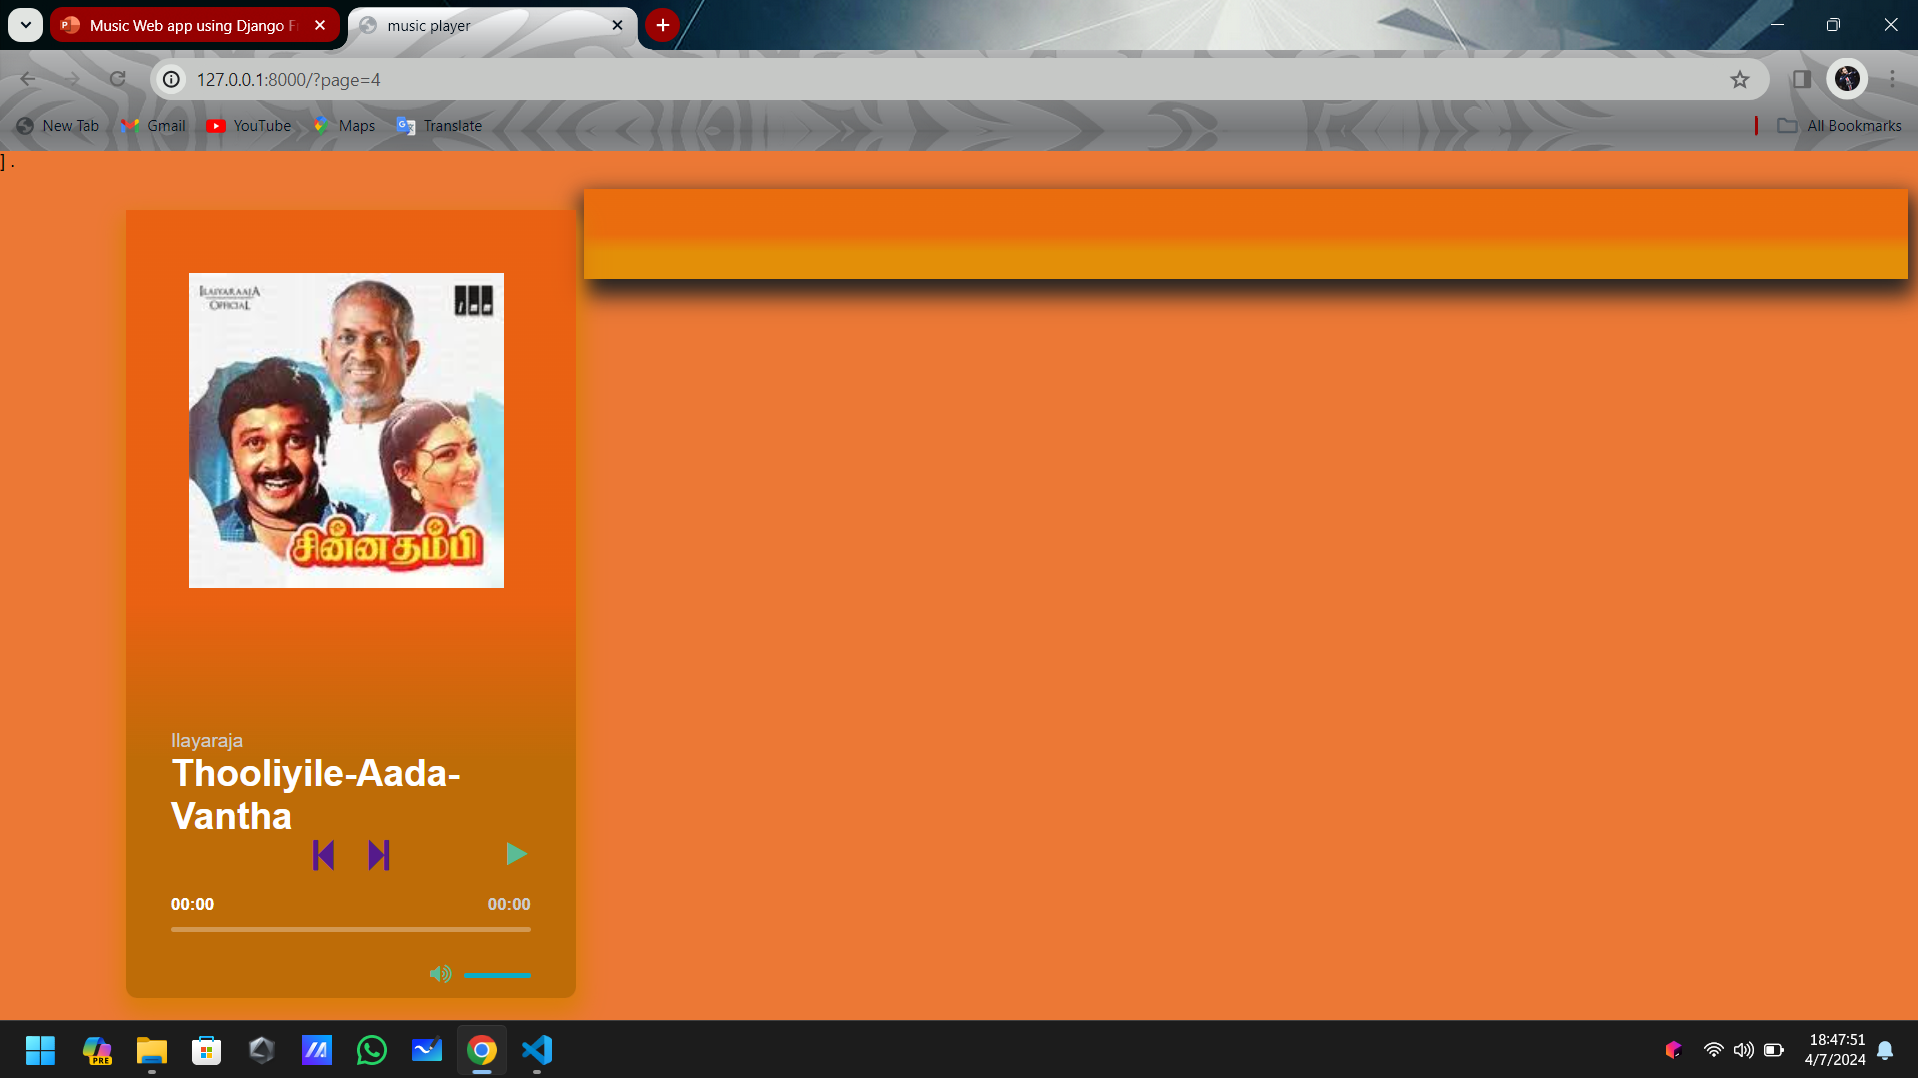 Music Web app using Django Fr
music player
127.0.0.1:8000/?page=4
New Tab
Gmail
YouTube
Maps
Translate
All Bookmarks
] .
ILAIYARAAJA
OFFICIAL
சின்னதம்பி
Ilayaraja
Thooliyile-Aada-
Vantha
00:00
00:00
PRE
18:47:51
4/7/2024